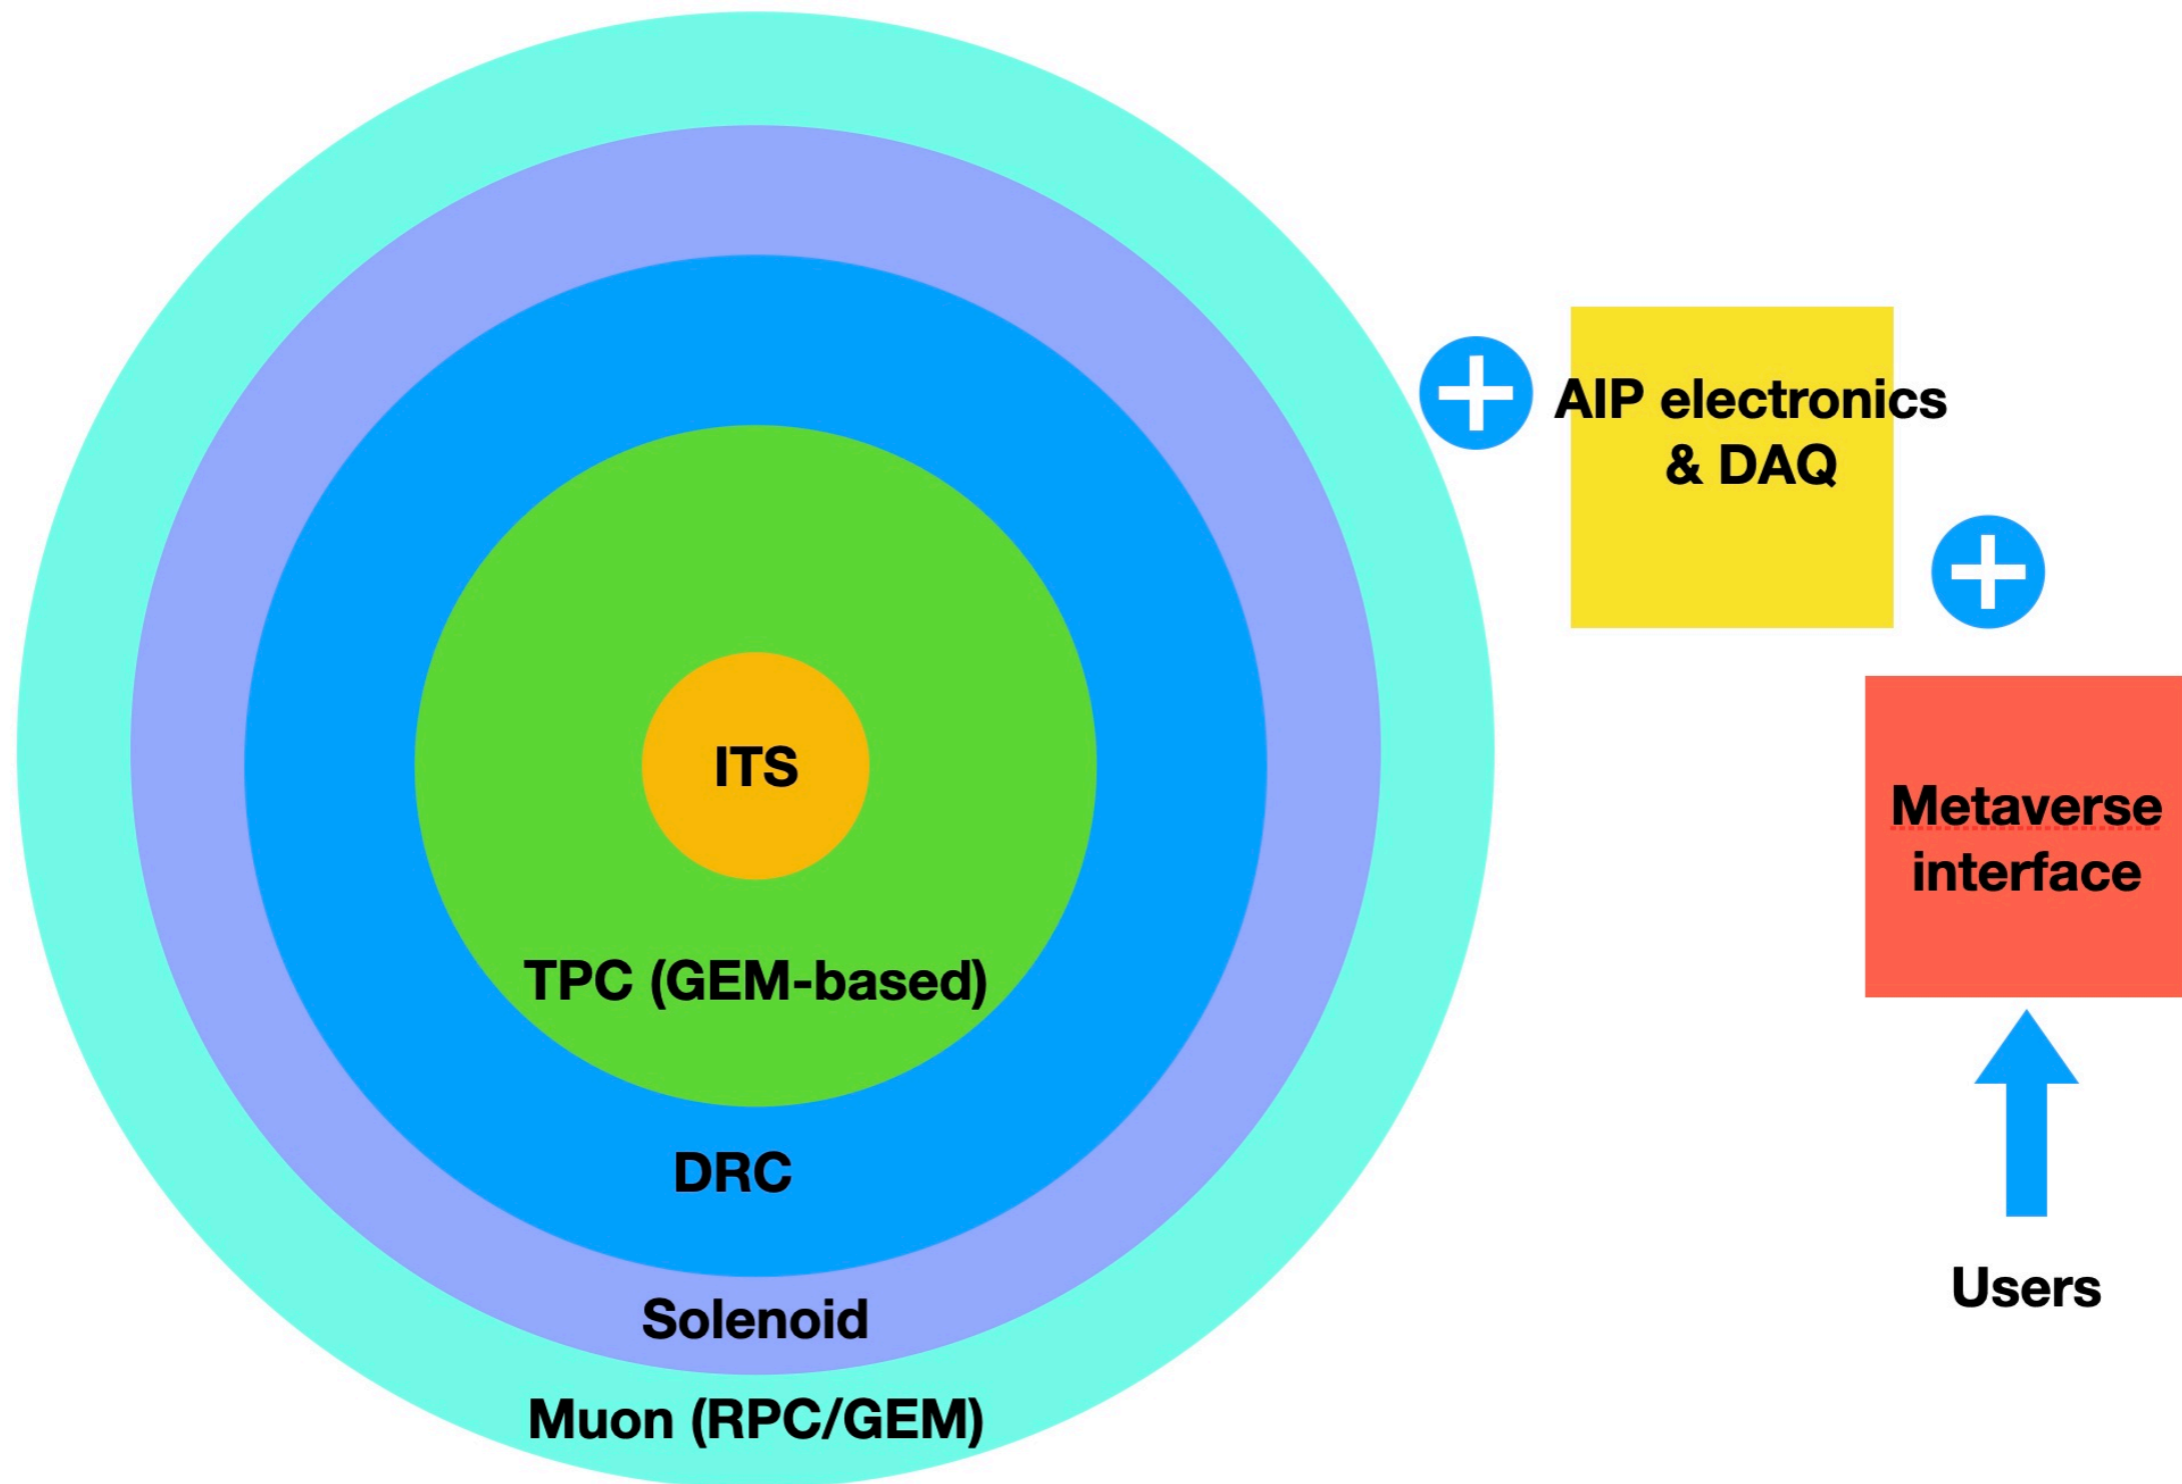 AIP electronics
& DAQ
ITS
Metaverse
interface
TPC (GEM-based)
DRC
Users
Solenoid
Muon (RPC/GEM)